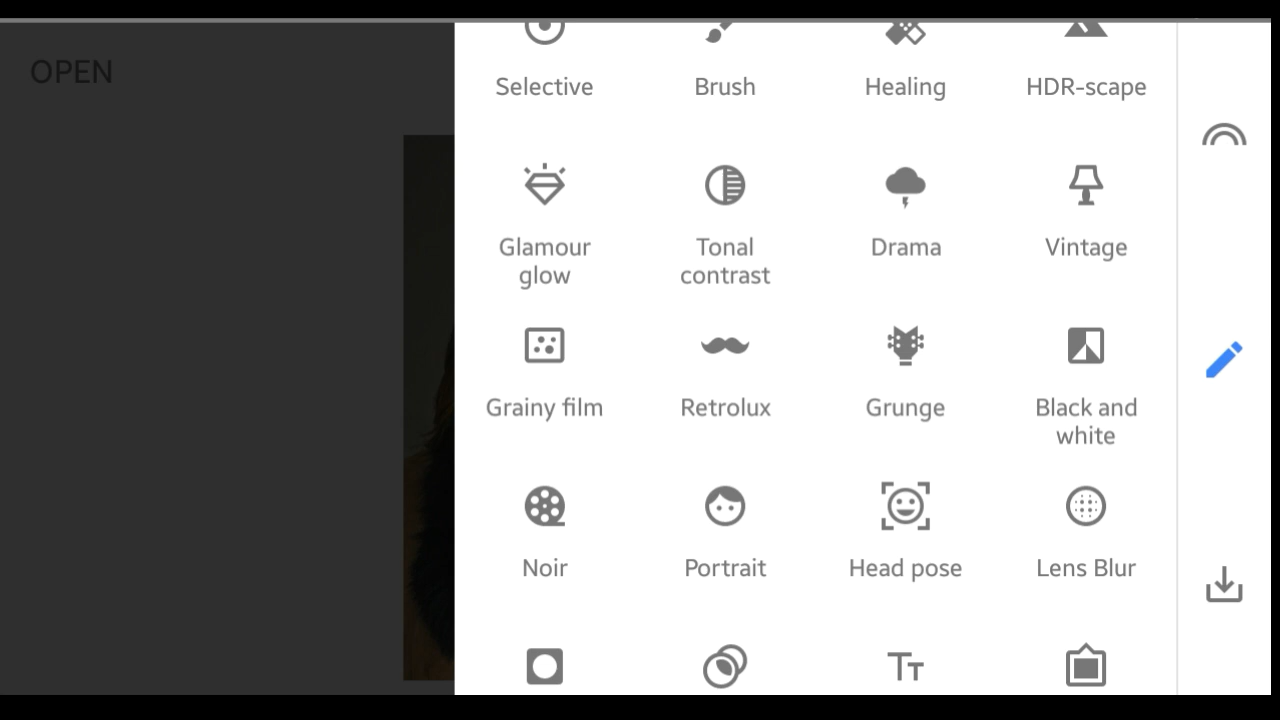 OPEN
Selective
Brush
Healing
HDR-scape
Glamour
glow
Tonal
contrast
Drama
Vintage
Grainy film
Retrolux
Grunge
Black and
white
Noir
Portrait
Head pose
Lens Blur
Tт